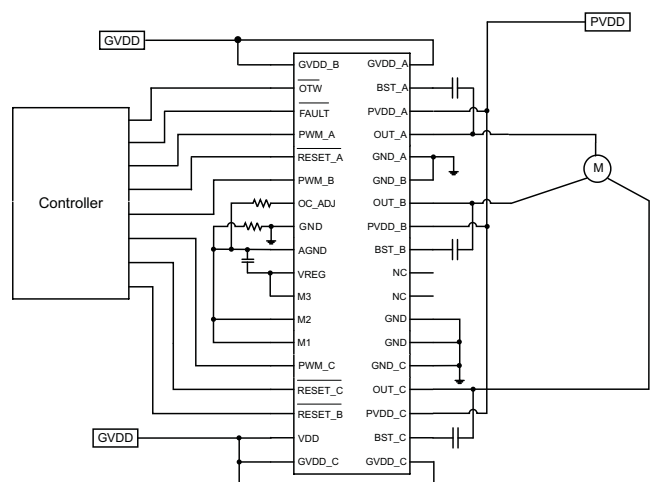 GVDD
PVDD
GVDD_B
GVDD_A
OTW
BST_A
FAULT
PVDD_A
PWM_A
OUT_A
RESET_A
GND_A
PWM_B
GND_B
OC_ADJ
OUT_B
GND
PVDD_B
AGND
BST_B
VREG
NC
M3
NC
M2
GND
M1
GND
PWM_C
GND_C
RESET_C
OUT_C
RESET_B
PVDD_C
VDD
BST_C
GVDD_C
GVDD_C
Controller
M
GVDD